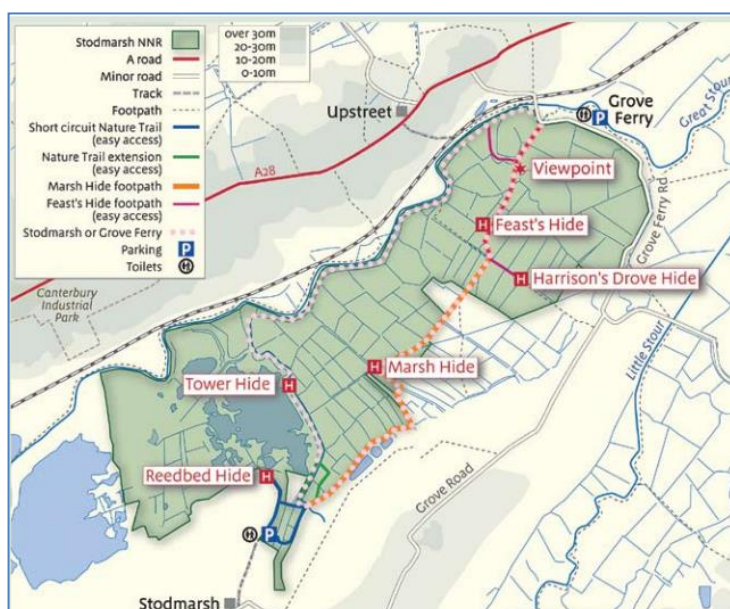 Stodmarsh NNR
A road
Minor road
Track
Footpath
Short circuit Nature Trail
(easy access)
Nature Trail extension
(easy access)
Marsh Hide footpath
Feast's Hide footpath
(easy access)
Stodmarsh or Grove Ferry
Parking P
Toilets
over 30m
20-30m
10-20m
0-10m
Upstreet
Grove
Ferry
P
Great Stour
A28
Viewpoint
H Feast's Hide
Grove Ferry Rd
H Harrison's Drove Hide
Canterbury
Industrial
Park
Little Stour
H Marsh Hide
Tower Hide H
Reedbed Hide H
Grove Road
P
Stodmarsh